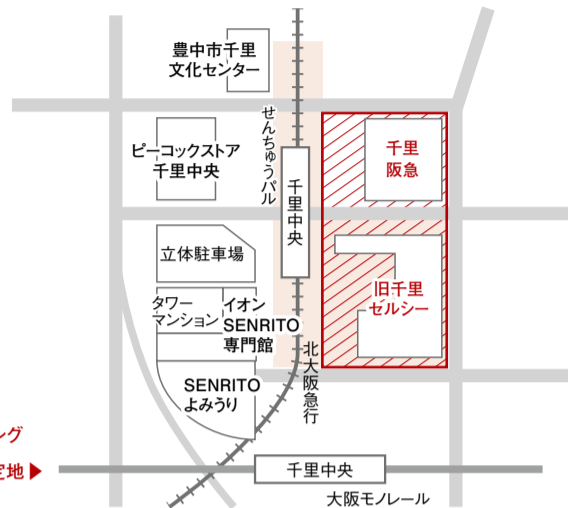 豊中市千里
文化センター
せんちゅうパル
ピーコックストア
千里中央
千里中央
千里
阪急
立体駐車場
旧千里
ゼルシー
タワー
マンション
イオン
SENRITO
専門館
北大阪急行
SENRITO
よみうり
ング
定地▶
千里中央
大阪モノレール